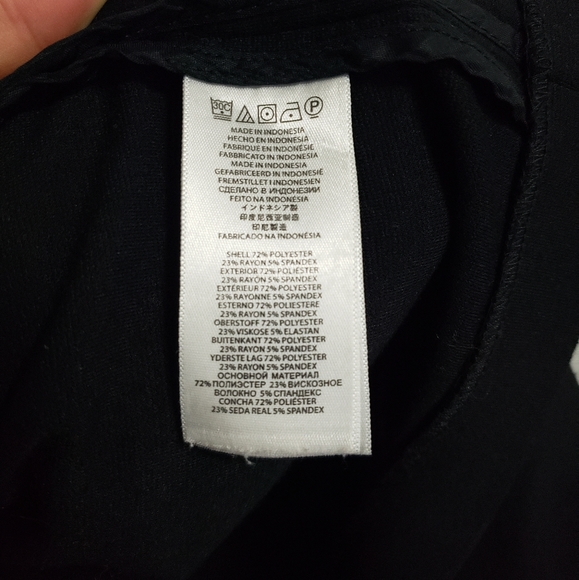 30C P
MADE IN INDONESIA
HECHO EN INDONESIA
FABRIQUE EN INDONÉSIE
FABBRICATO IN INDONESIA
MADE IN INDONESIA
GEFABRICEERD IN INDONESIË
FREMSTILLET I INDONESIEN
СДЕЛАНО В ИНДОНЕЗИИ
FEITO NA INDONÉSIA
インドネシア製
印度尼西亚制造
印尼製造
FABRICADO NA INDONÉSIA
SHELL 72% POLYESTER
23% RAYON 5% SPANDEX
EXTERIOR 72% POLIÉSTER
23% RAYON 5% SPANDEX
EXTÉRIEUR 72% POLYESTER
23% RAYONNE 5% SPANDEX
ESTERNO 72% POLIESTERE
23% RAYON 5% SPANDEX
OBERSTOFF 72% POLYESTER
23% VISKOSE 5% ELASTAN
BUITENKANT 72% POLYESTER
23% RAYON 5% SPANDEX
YDERSTE LAG 72% POLYESTER
23% RAYON 5% SPANDEX
ОСНОВНОЙ МАТЕРИАЛ
72% ПОЛИЭСТЕР 23% ВИСКОЗНОЕ
ВОЛОКНО 5% СПАНДЕКС
CONCHA 72% POLIÉSTER
23% SEDA REAL 5% SPANDEX